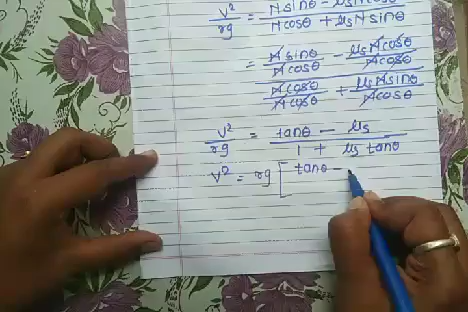 v² / rg = N sinθ - μs N cosθ / N cosθ + μs N sinθ
= N sinθ / N cosθ - μs N cosθ / N cosθ / N cosθ / N cosθ + μs N sinθ / N cosθ
v² / rg = tanθ - μs / 1 + μs tanθ
v² = rg [ tanθ -